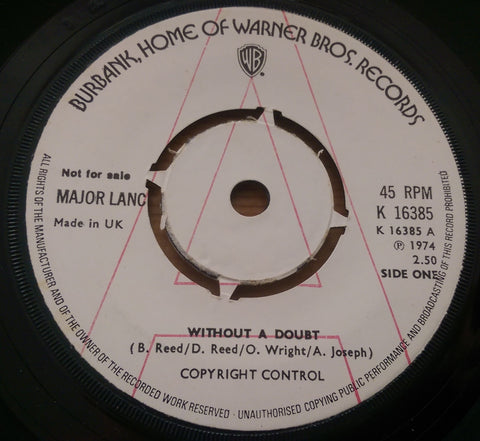 BURBANK, HOME OF WARNER BROS. RECORDS
WB
A
Not for sale
MAJOR LANC
Made in UK
45 RPM
K 16385
K 16385 A
Ⓟ 1974
2.50
SIDE ONE
WITHOUT A DOUBT
(B. Reed/D. Reed/O. Wright/A. Joseph)
COPYRIGHT CONTROL
ALL RIGHTS OF THE MANUFACTURER AND OF THE OWNER OF THE RECORDED WORK RESERVED · UNAUTHORISED COPYING PUBLIC PERFORMANCE AND BROADCASTING OF THIS RECORD PROHIBITED